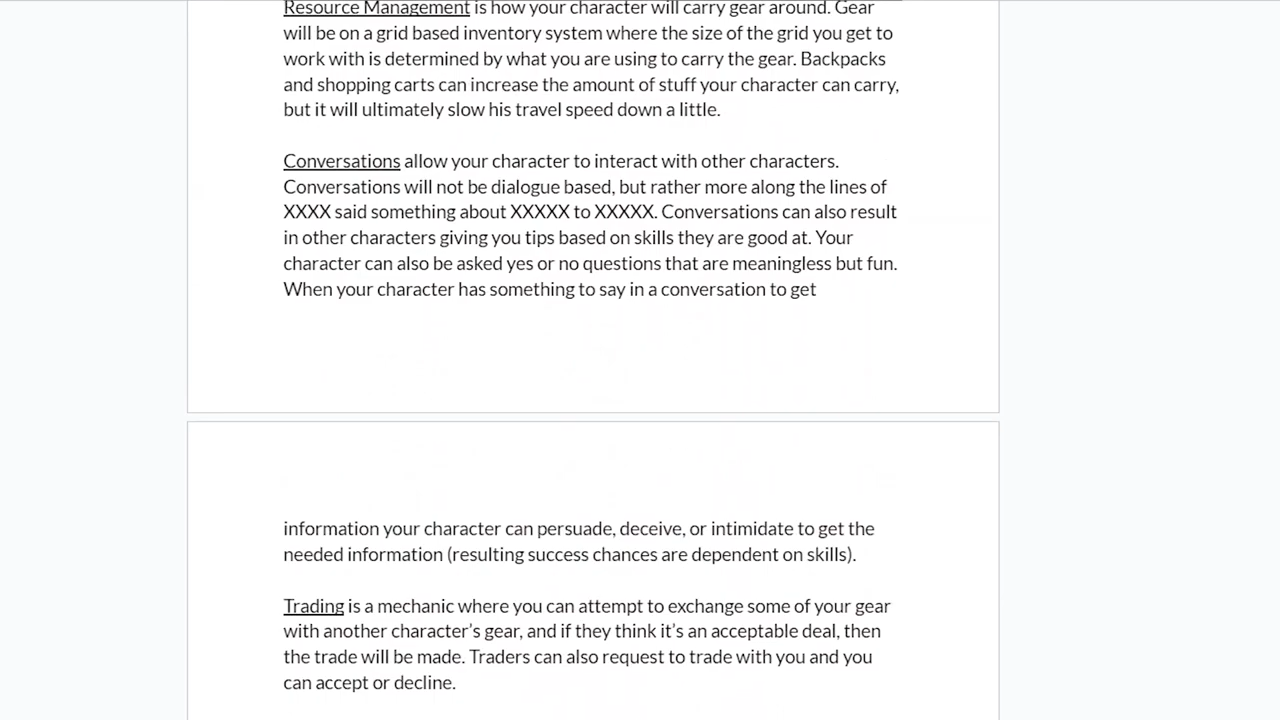 Resource Management is how your character will carry gear around. Gear
will be on a grid based inventory system where the size of the grid you get to
work with is determined by what you are using to carry the gear. Backpacks
and shopping carts can increase the amount of stuff your character can carry,
but it will ultimately slow his travel speed down a little.
Conversations allow your character to interact with other characters.
Conversations will not be dialogue based, but rather more along the lines of
XXXX said something about XXXXX to XXXXX. Conversations can also result
in other characters giving you tips based on skills they are good at. Your
character can also be asked yes or no questions that are meaningless but fun.
When your character has something to say in a conversation to get
information your character can persuade, deceive, or intimidate to get the
needed information (resulting success chances are dependent on skills).
Trading is a mechanic where you can attempt to exchange some of your gear
with another character's gear, and if they think it's an acceptable deal, then
the trade will be made. Traders can also request to trade with you and you
can accept or decline.